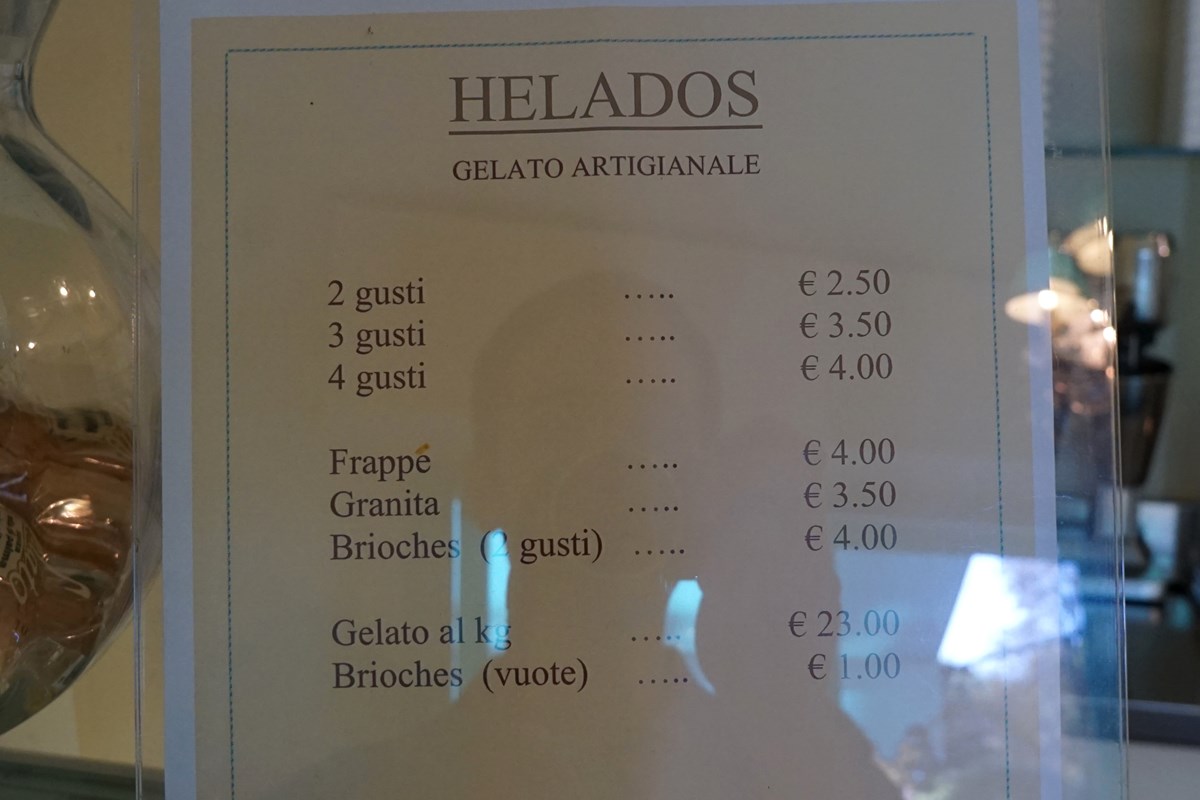 HELADOS
GELATO ARTIGIANALE
2 gusti ..... € 2.50
3 gusti ..... € 3.50
4 gusti ..... € 4.00
Frappé ..... € 4.00
Granita ..... € 3.50
Brioches (2 gusti) ..... € 4.00
Gelato al kg ..... € 23.00
Brioches (vuote) ..... € 1.00